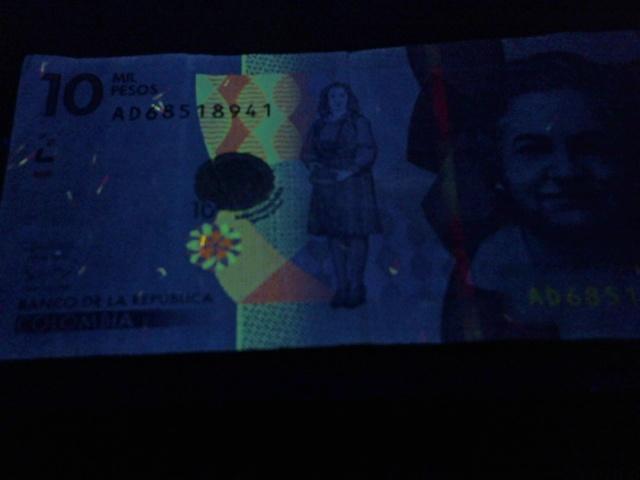 10 MIL
PESOS
AD68518941
10
BANCO DE LA REPÚBLICA
COLOMBIA
AD6851